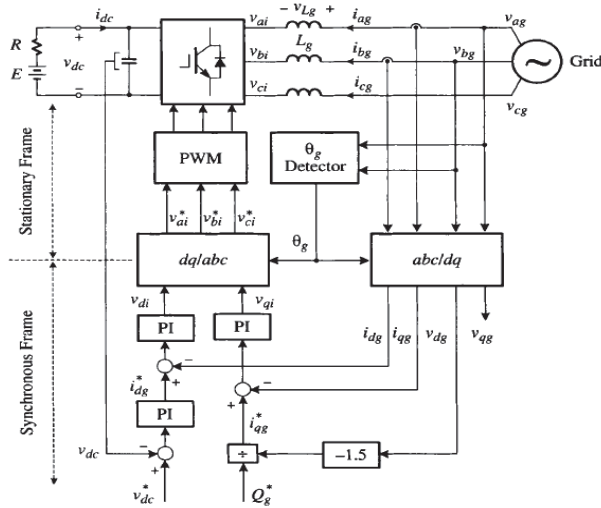 i_dc
v_ai
− v_Lg +
i_ag
v_ag
R
+
L_g
E
v_dc
v_bi
i_bg
v_bg
~
Grid
−
v_ci
i_cg
v_cg
Stationary Frame
PWM
θ_g
Detector
v*_ai
v*_bi
v*_ci
dq/abc
θ_g
abc/dq
v_di
v_qi
PI
PI
i_dg
i_qg
v_dg
v_qg
−
+
i*_dg
−
+
PI
i*_qg
Synchronous Frame
v_dc
−
+
÷
−1.5
v*_dc
Q*_g